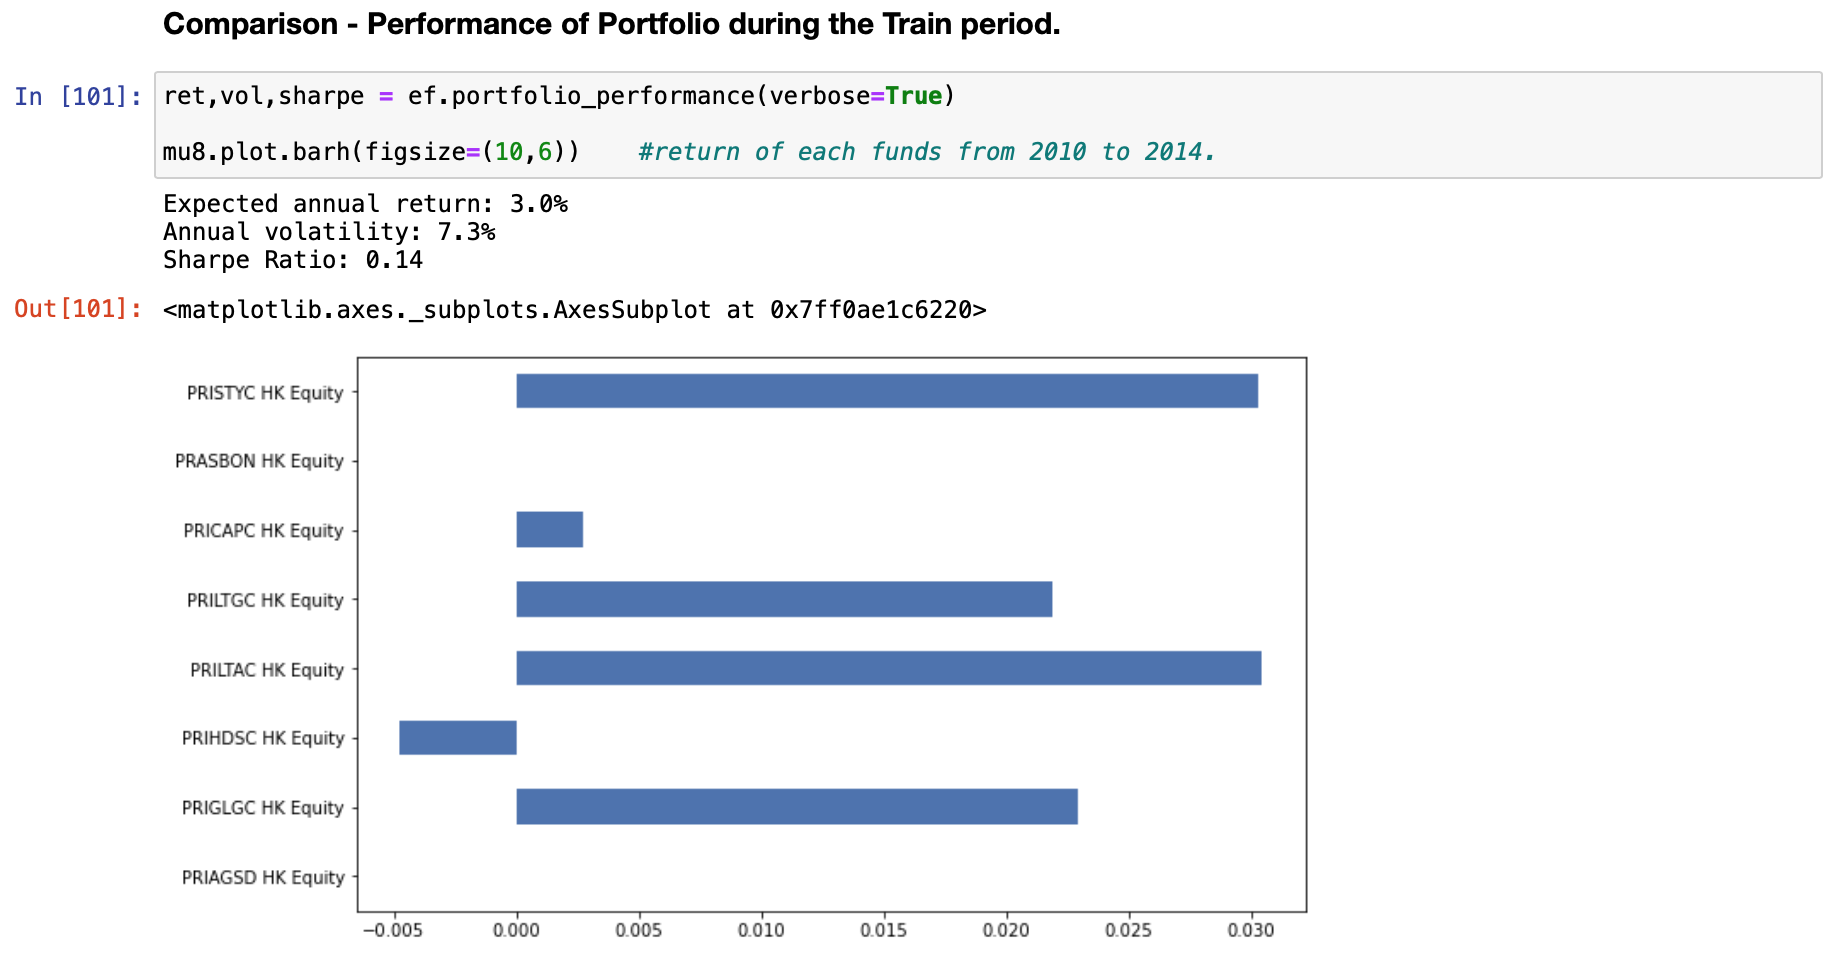 Comparison - Performance of Portfolio during the Train period.
In [101]: ret,vol,sharpe = ef.portfolio_performance(verbose=True)
mu8.plot.barh(figsize=(10,6))    #return of each funds from 2010 to 2014.
Expected annual return: 3.0%
Annual volatility: 7.3%
Sharpe Ratio: 0.14
Out[101]: <matplotlib.axes._subplots.AxesSubplot at 0x7ff0ae1c6220>
PRISTYC HK Equity
PRASBON HK Equity
PRICAPC HK Equity
PRILTGC HK Equity
PRILTAC HK Equity
PRIHDSC HK Equity
PRIGLGC HK Equity
PRIAGSD HK Equity
−0.005 0.000 0.005 0.010 0.015 0.020 0.025 0.030